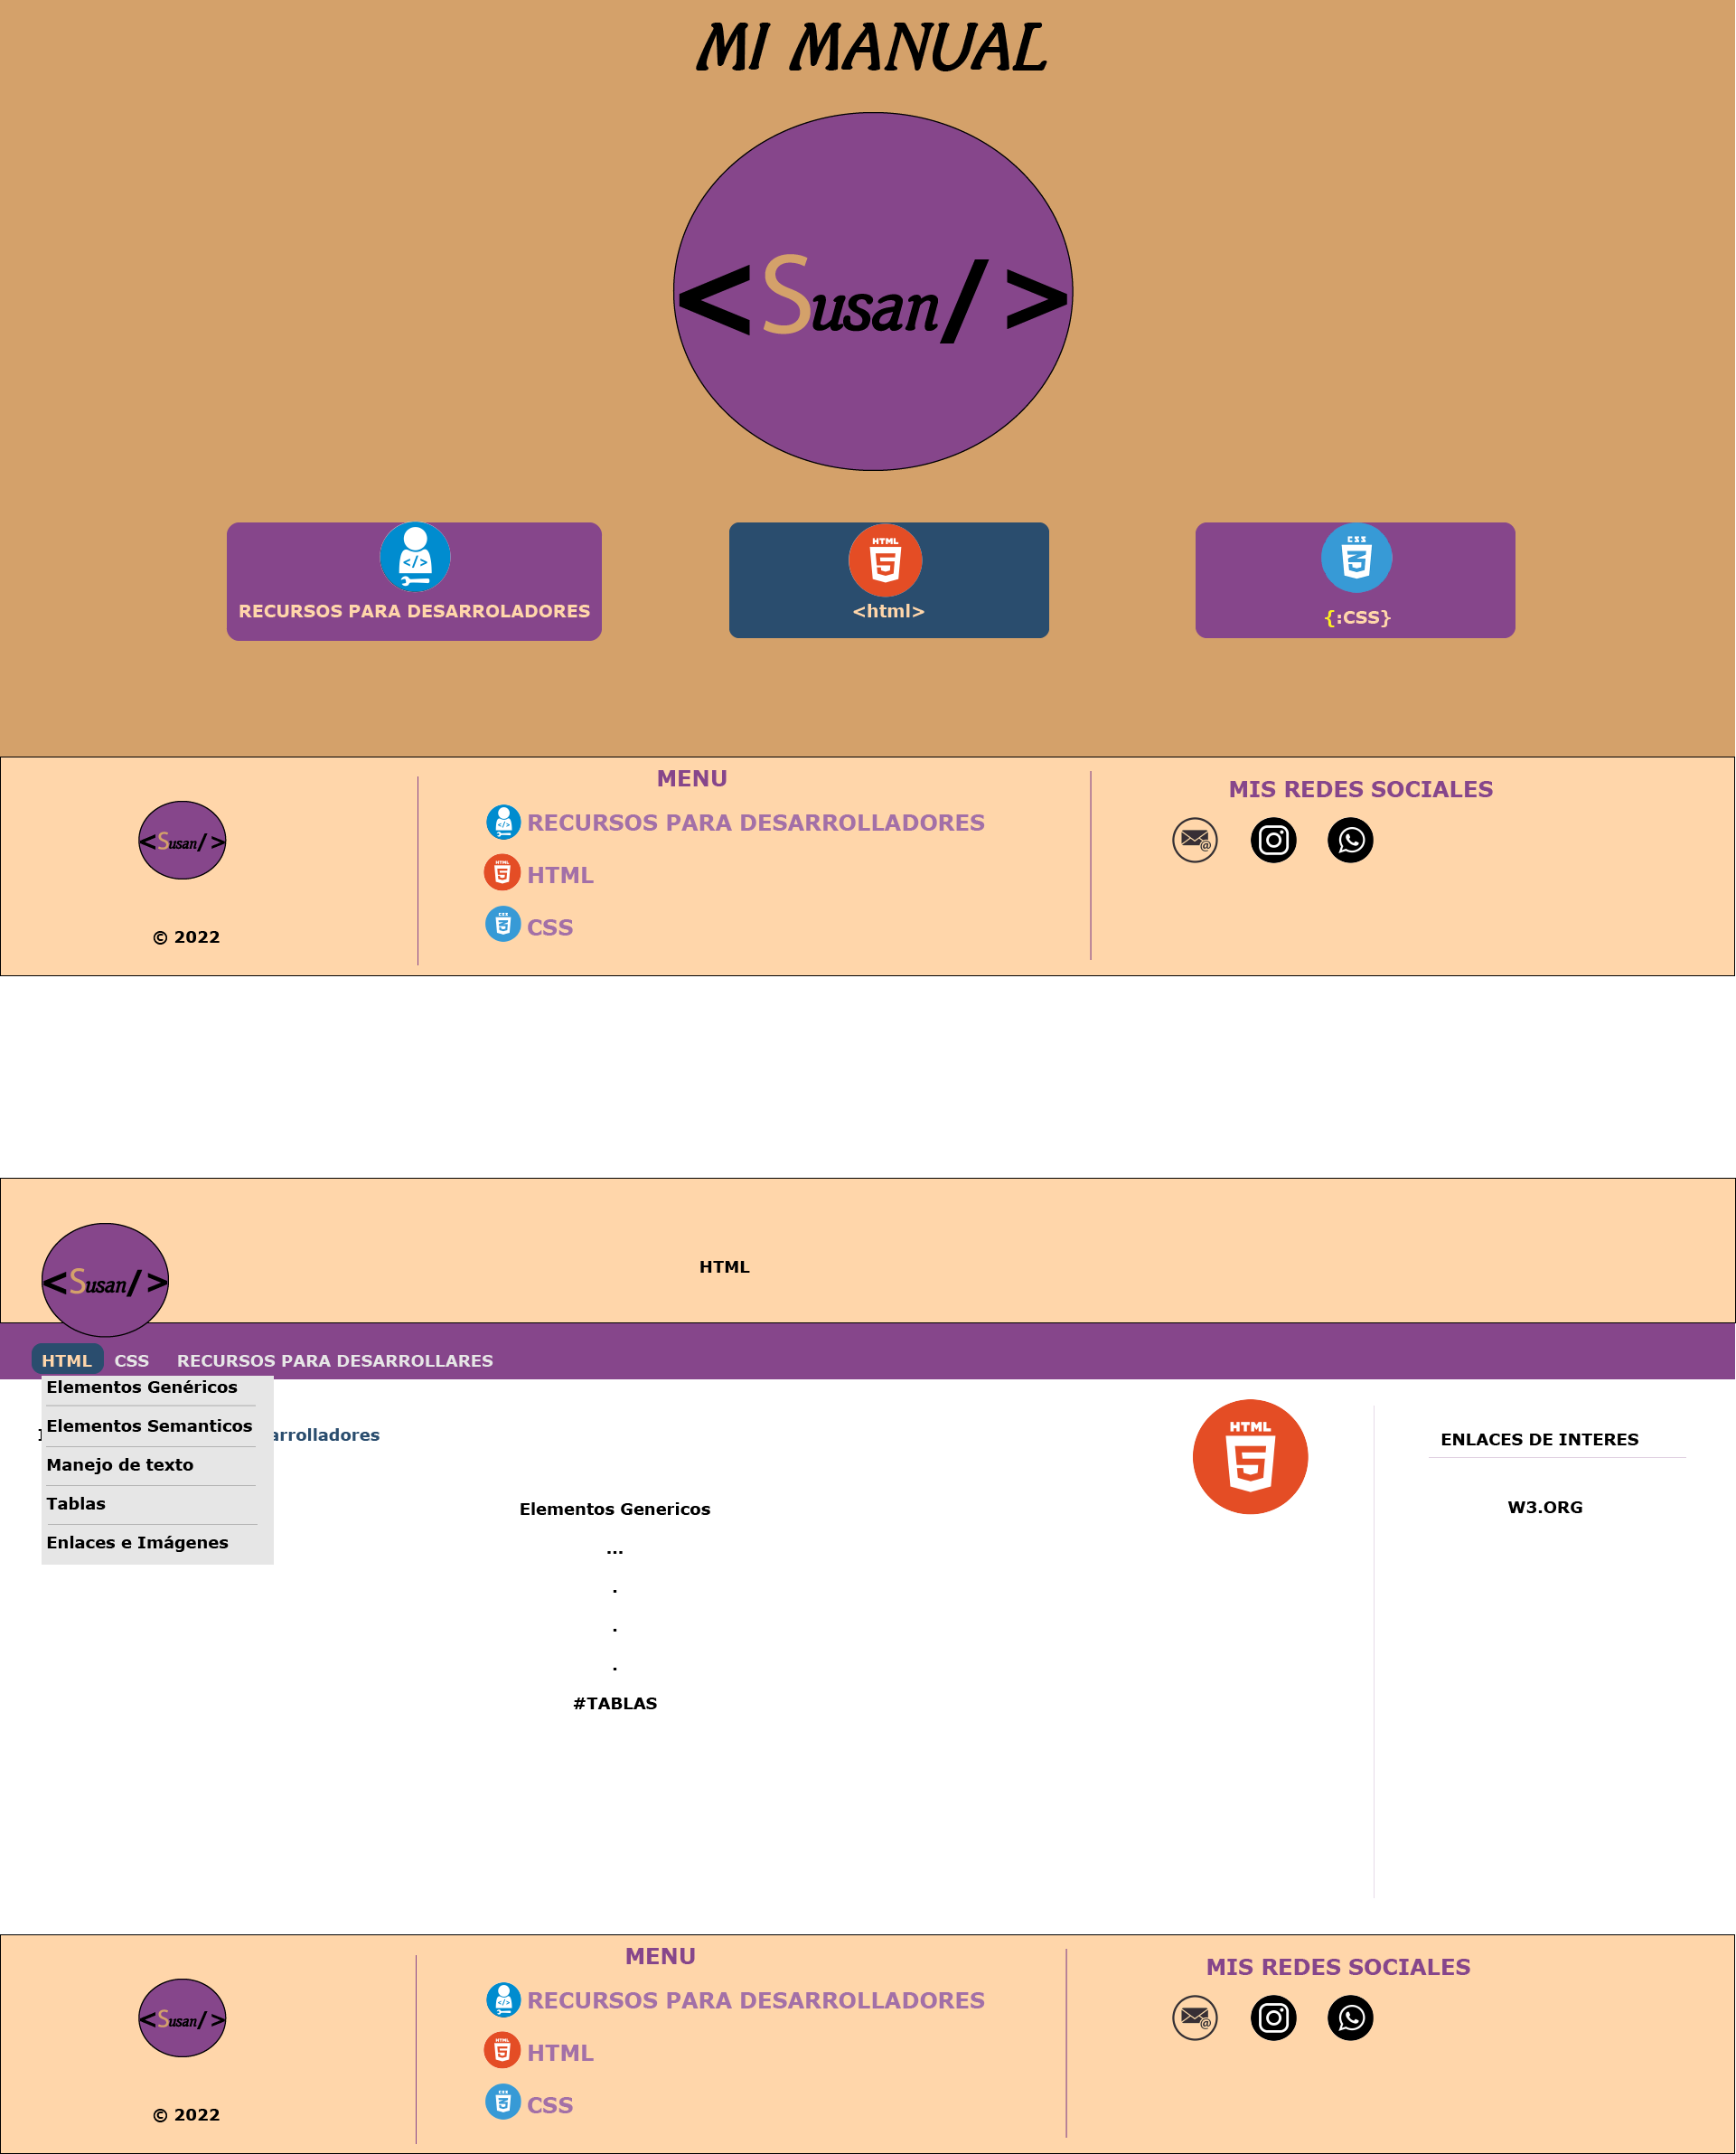 MI MANUAL
<Susan/>
RECURSOS PARA DESARROLADORES
HTML
<html>
CSS
{:CSS}
<Susan/>
© 2022
MENU
RECURSOS PARA DESARROLLADORES
HTML
CSS
MIS REDES SOCIALES
<Susan/>
HTML
HTML CSS RECURSOS PARA DESARROLLARES
Elementos Genéricos
Elementos Semanticos
Manejo de texto
Tablas
Enlaces e Imágenes
arrolladores
HTML
Elementos Genericos
...
.
.
.
#TABLAS
ENLACES DE INTERES
W3.ORG
<Susan/>
© 2022
MENU
RECURSOS PARA DESARROLLADORES
HTML
CSS
MIS REDES SOCIALES